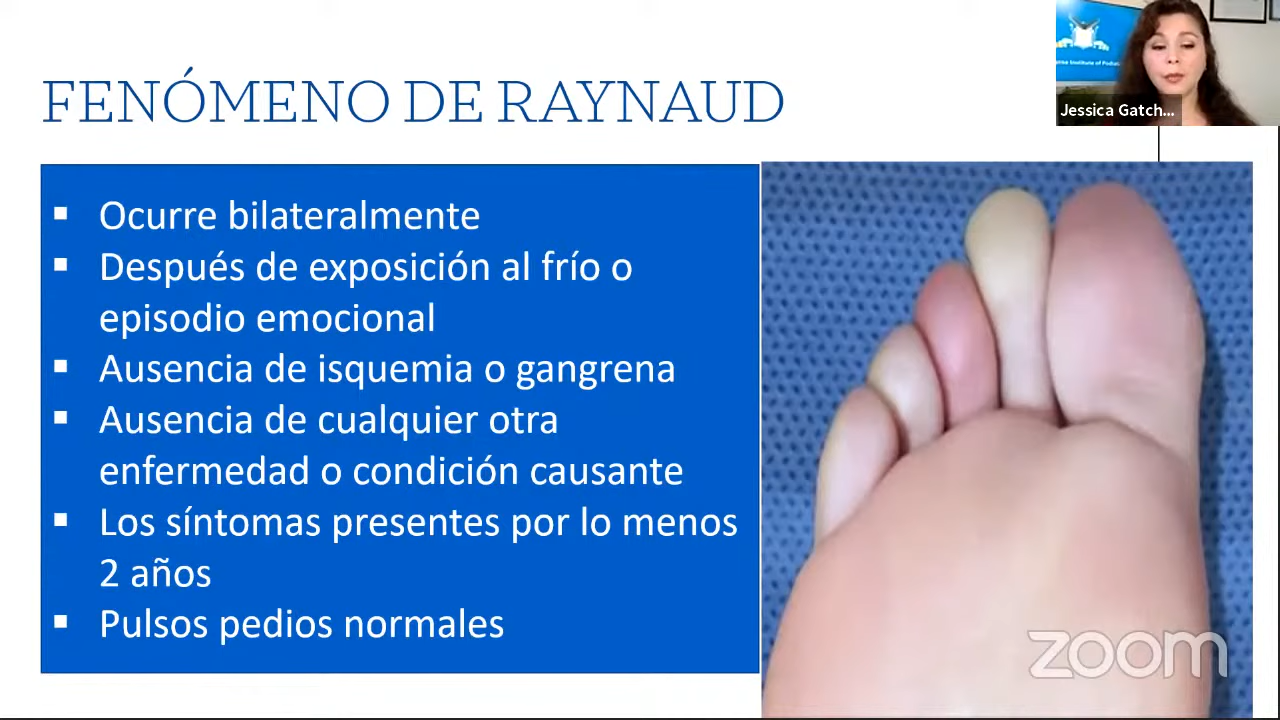 FENÓMENO DE RAYNAUD
Jessica Gatch...
▪ Ocurre bilateralmente
▪ Después de exposición al frío o
episodio emocional
▪ Ausencia de isquemia o gangrena
▪ Ausencia de cualquier otra
enfermedad o condición causante
▪ Los síntomas presentes por lo menos
2 años
▪ Pulsos pedios normales
zoom